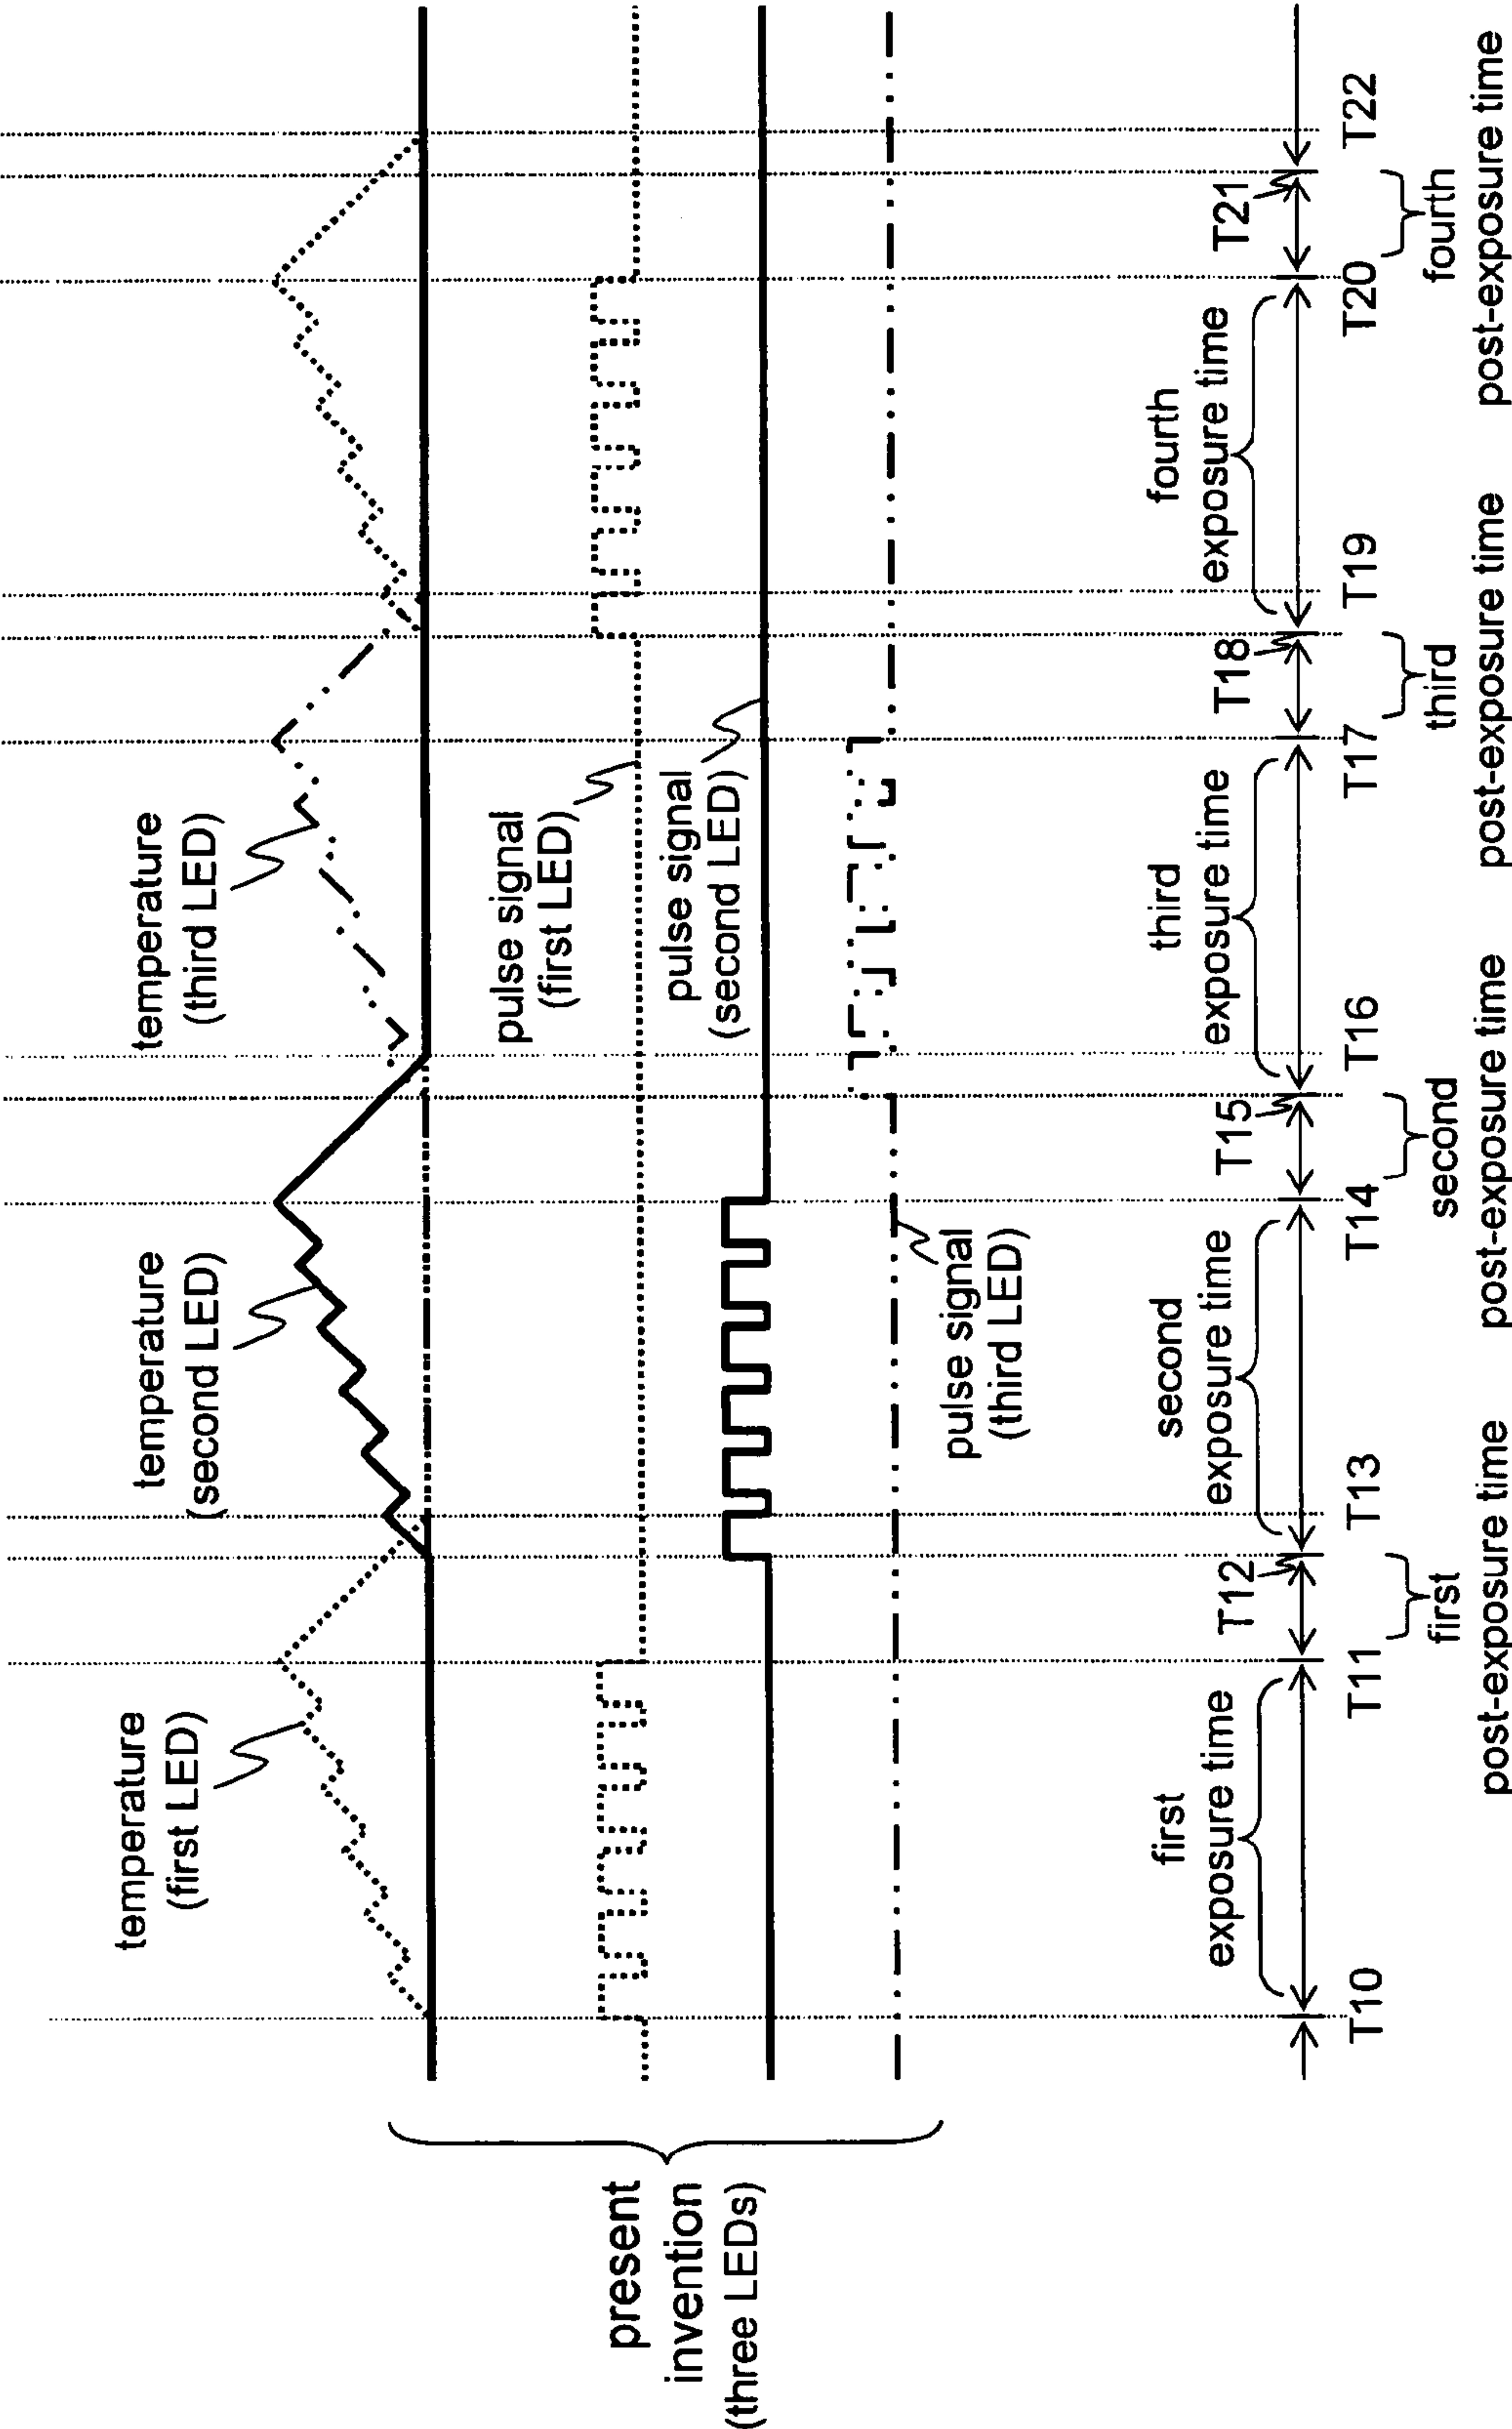 temperature
(first LED)
temperature
(second LED)
temperature
(third LED)
pulse signal
(first LED)
pulse signal
(second LED)
pulse signal
(third LED)
present
invention
(three LEDs)
first
exposure time
second
exposure time
third
exposure time
fourth
exposure time
T12
T15
T18
T21
T10
T11
T13
T14
T16
T17
T19
T20
T22
first
post-exposure time
second
post-exposure time
third
post-exposure time
fourth
post-exposure time